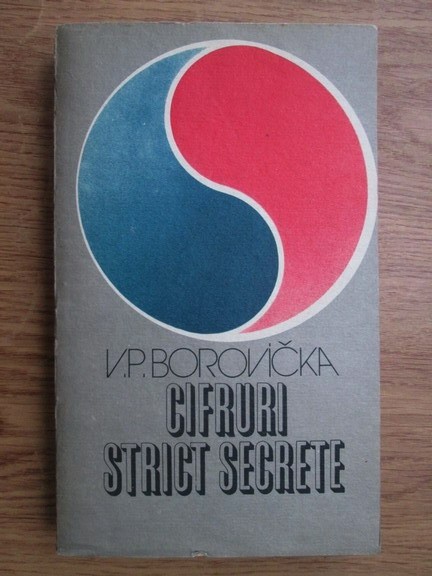 V.P. BOROVIČKA
CIFRURI
STRICT SECRETE